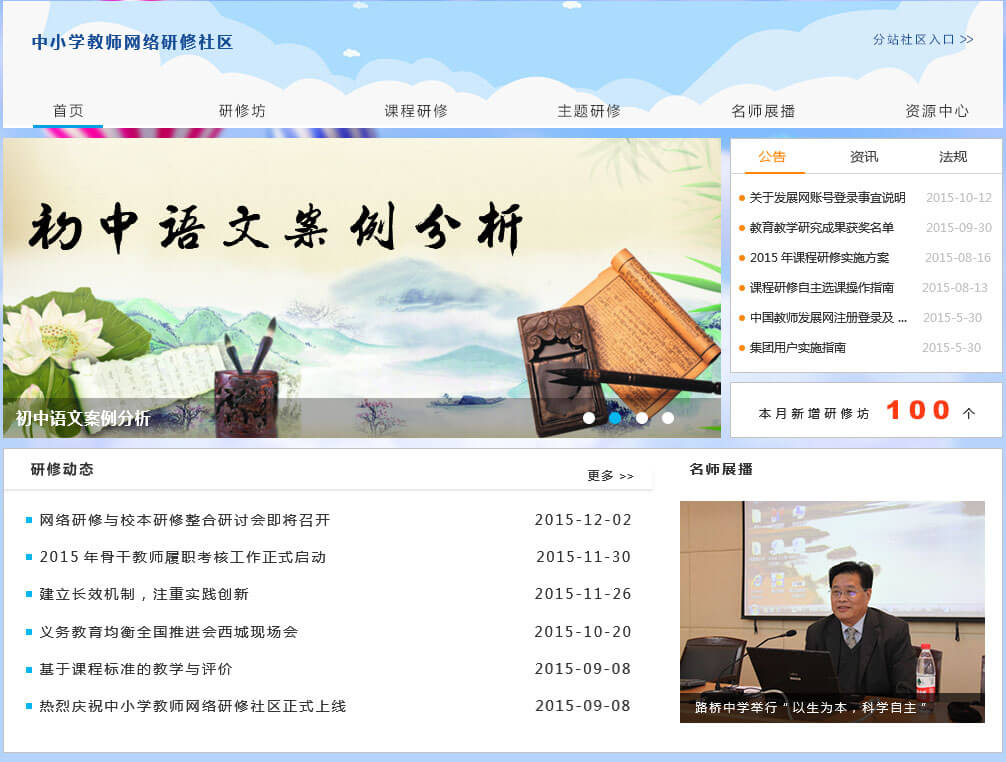 中小学教师网络研修社区
分站社区入口 >>
首页 研修坊 课程研修 主题研修 名师展播 资源中心
初中语文案例分析
初中语文案例分析
公告 资讯 法规
关于发展网账号登录事宜说明 2015-10-12
教育教学研究成果获奖名单 2015-09-30
2015 年课程研修实施方案 2015-08-16
课程研修自主选课操作指南 2015-08-13
中国教师发展网注册登录及 ... 2015-5-30
集团用户实施指南 2015-5-30
本月新增研修坊 100 个
研修动态
更多 >>
网络研修与校本研修整合研讨会即将召开 2015-12-02
2015 年骨干教师履职考核工作正式启动 2015-11-30
建立长效机制，注重实践创新 2015-11-26
义务教育均衡全国推进会西城现场会 2015-10-20
基于课程标准的教学与评价 2015-09-08
热烈庆祝中小学教师网络研修社区正式上线 2015-09-08
名师展播
路桥中学举行“以生为本，科学自主“